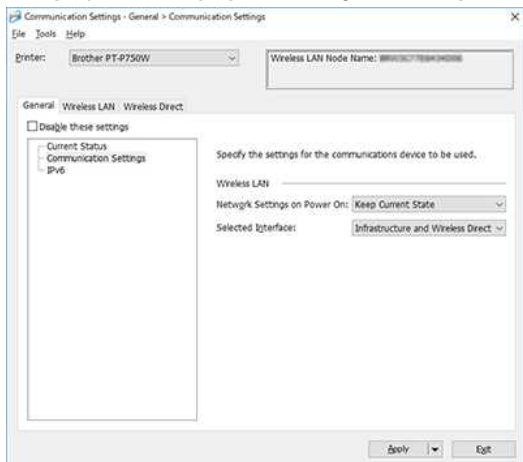 Communication Settings - General > Communication Settings
File Tools Help
Printer: Brother PT-P750W
Wireless LAN Node Name:
General Wireless LAN Wireless Direct
Disable these settings
Current Status
Communication Settings
IPv6
Specify the settings for the communications device to be used.
Wireless LAN
Network Settings on Power On: Keep Current State
Selected Interface: Infrastructure and Wireless Direct
Apply Exit